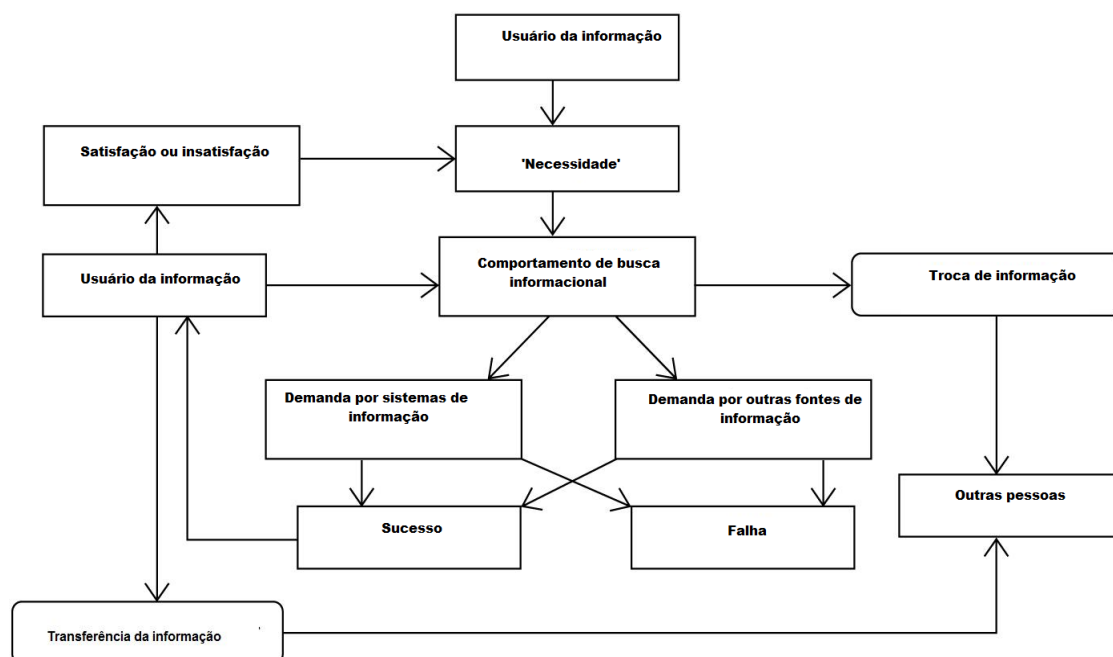 Usuário da informação
Satisfação ou insatisfação
'Necessidade'
Usuário da informação
Comportamento de busca
informacional
Troca de informação
Demanda por sistemas de
informação
Demanda por outras fontes de
informação
Outras pessoas
Sucesso
Falha
Transferência da informação